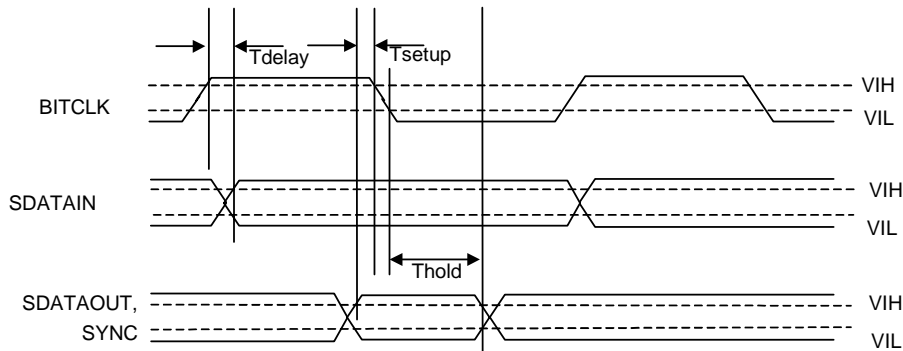 Tdelay
Tsetup
BITCLK
VIH
VIL
SDATAIN
VIH
VIL
Thold
SDATAOUT,
SYNC
VIH
VIL